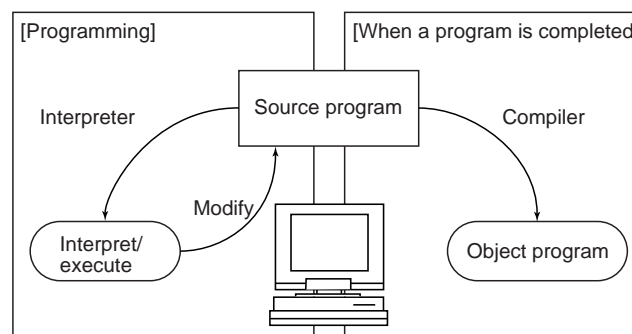 [Programming]
[When a program is completed
Interpreter
Source program
Compiler
Modify
Interpret/
execute
Object program